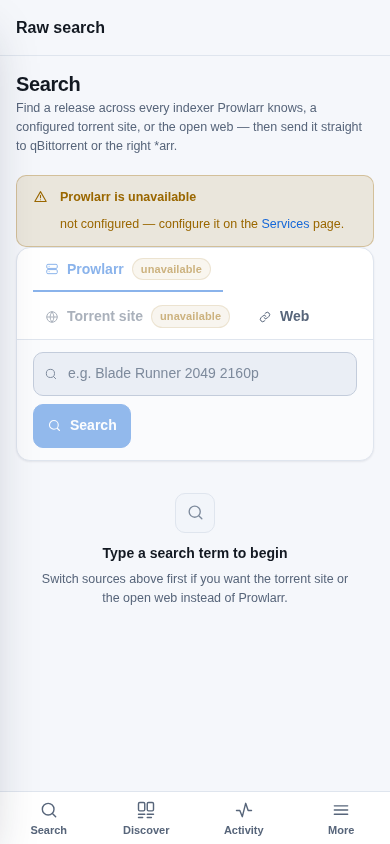 Raw search
Search
Find a release across every indexer Prowlarr knows, a
configured torrent site, or the open web — then send it straight
to qBittorrent or the right *arr.
Prowlarr is unavailable
not configured — configure it on the Services page.
Prowlarr unavailable
Torrent site unavailable Web
e.g. Blade Runner 2049 2160p
Search
Type a search term to begin
Switch sources above first if you want the torrent site or
the open web instead of Prowlarr.
Search Discover Activity More